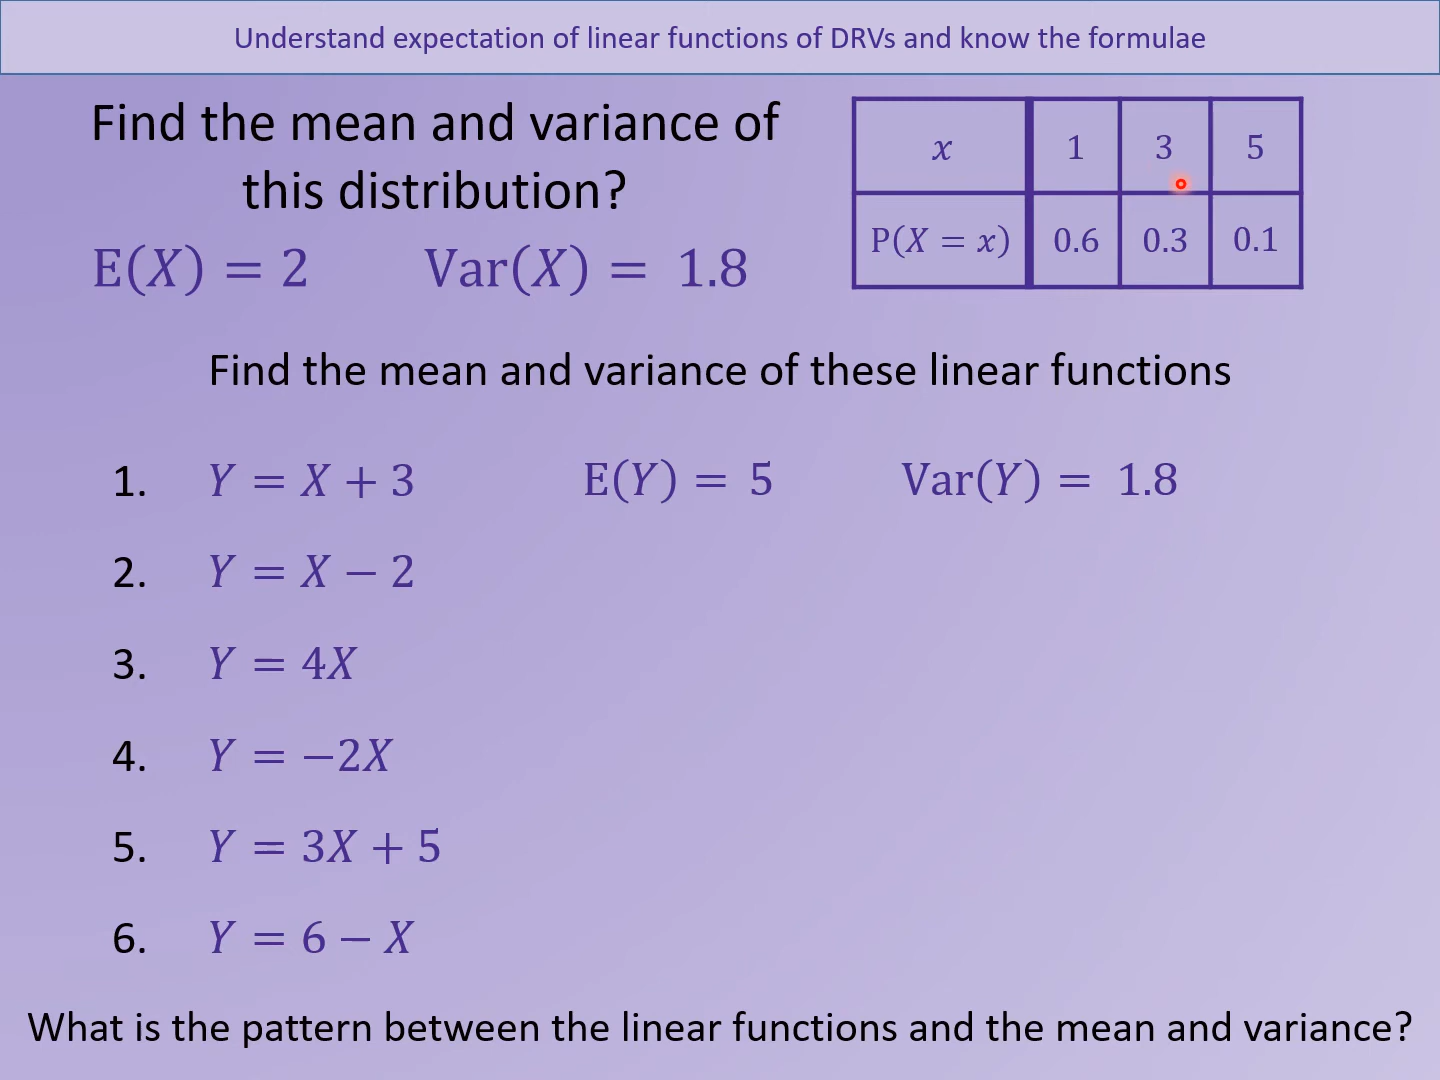 Understand expectation of linear functions of DRVs and know the formulae
Find the mean and variance of
this distribution?
E(X) = 2 Var(X) = 1.8
x 1 3 5
P(X = x) 0.6 0.3 0.1
Find the mean and variance of these linear functions
1. Y = X + 3 E(Y) = 5 Var(Y) = 1.8
2. Y = X − 2
3. Y = 4X
4. Y = −2X
5. Y = 3X + 5
6. Y = 6 − X
What is the pattern between the linear functions and the mean and variance?